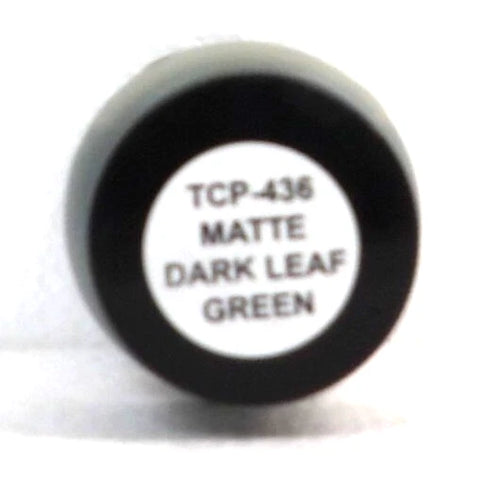 TCP-436
MATTE
DARK LEAF
GREEN